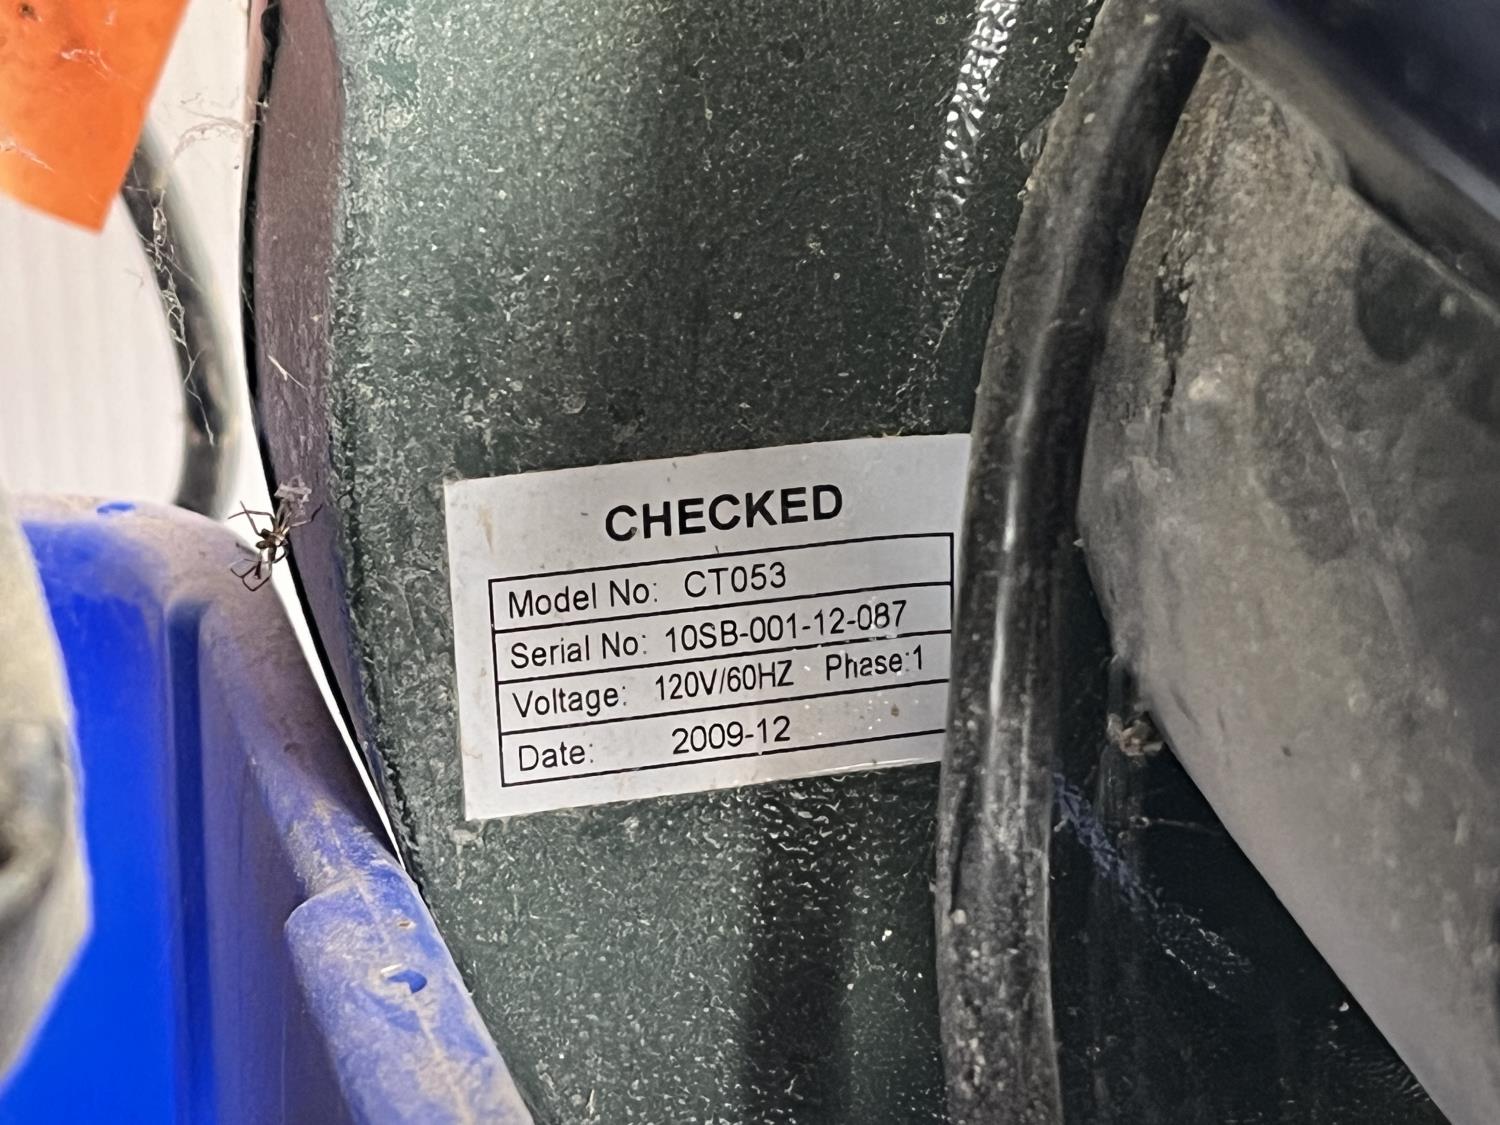 CHECKED
Model No: CT053
Serial No: 10SB-001-12-087
Voltage: 120V/60HZ Phase:1
Date: 2009-12